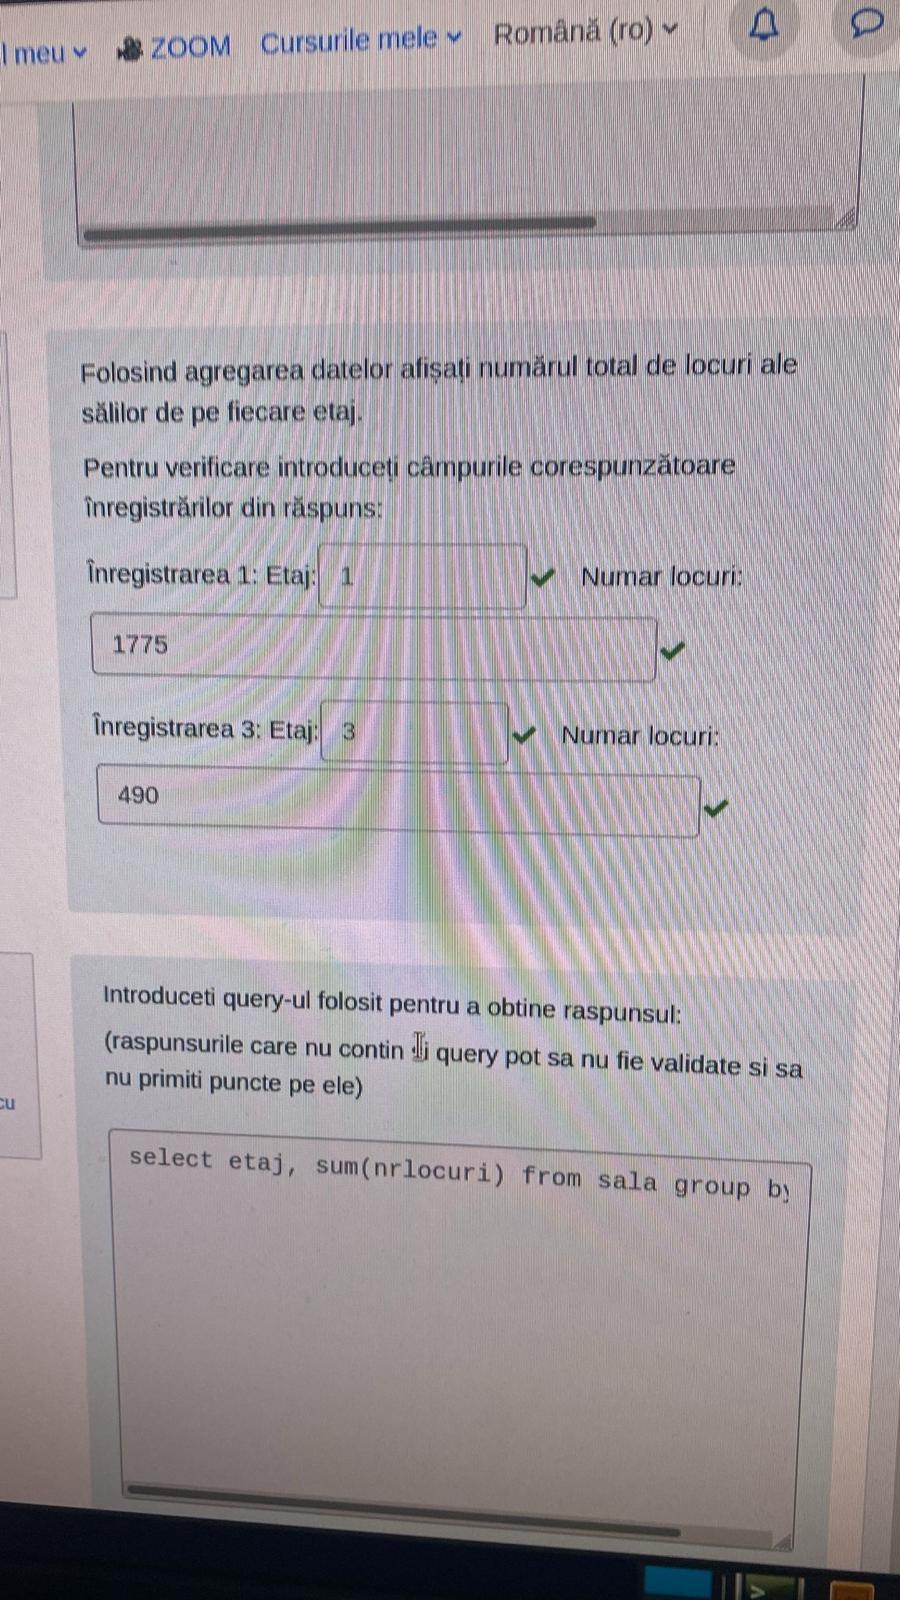 l meu ZOOM Cursurile mele Română (ro)
Folosind agregarea datelor afișați numărul total de locuri ale
sălilor de pe fiecare etaj.
Pentru verificare introduceți câmpurile corespunzătoare
înregistrărilor din răspuns:
Înregistrarea 1: Etaj: 1 Numar locuri:
1775
Înregistrarea 3: Etaj: 3 Numar locuri:
490
Introduceti query-ul folosit pentru a obtine raspunsul:
(raspunsurile care nu contin si query pot sa nu fie validate si sa
nu primiti puncte pe ele)
cu
select etaj, sum(nrlocuri) from sala group by